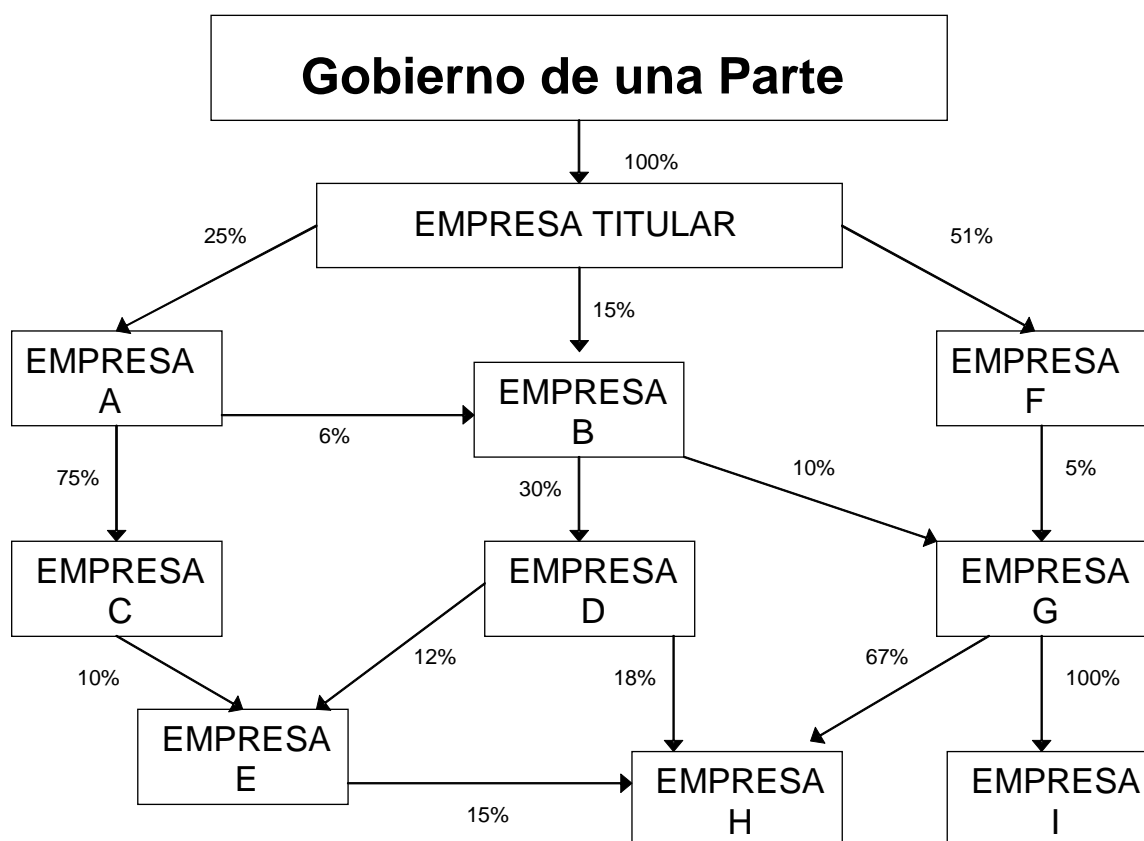 Gobierno de una Parte
100%
EMPRESA TITULAR
25%
15%
51%
EMPRESA
A
EMPRESA
B
EMPRESA
F
6%
75%
30%
10%
5%
EMPRESA
C
EMPRESA
D
EMPRESA
G
10%
12%
18%
67%
100%
EMPRESA
E
EMPRESA
H
EMPRESA
I
15%